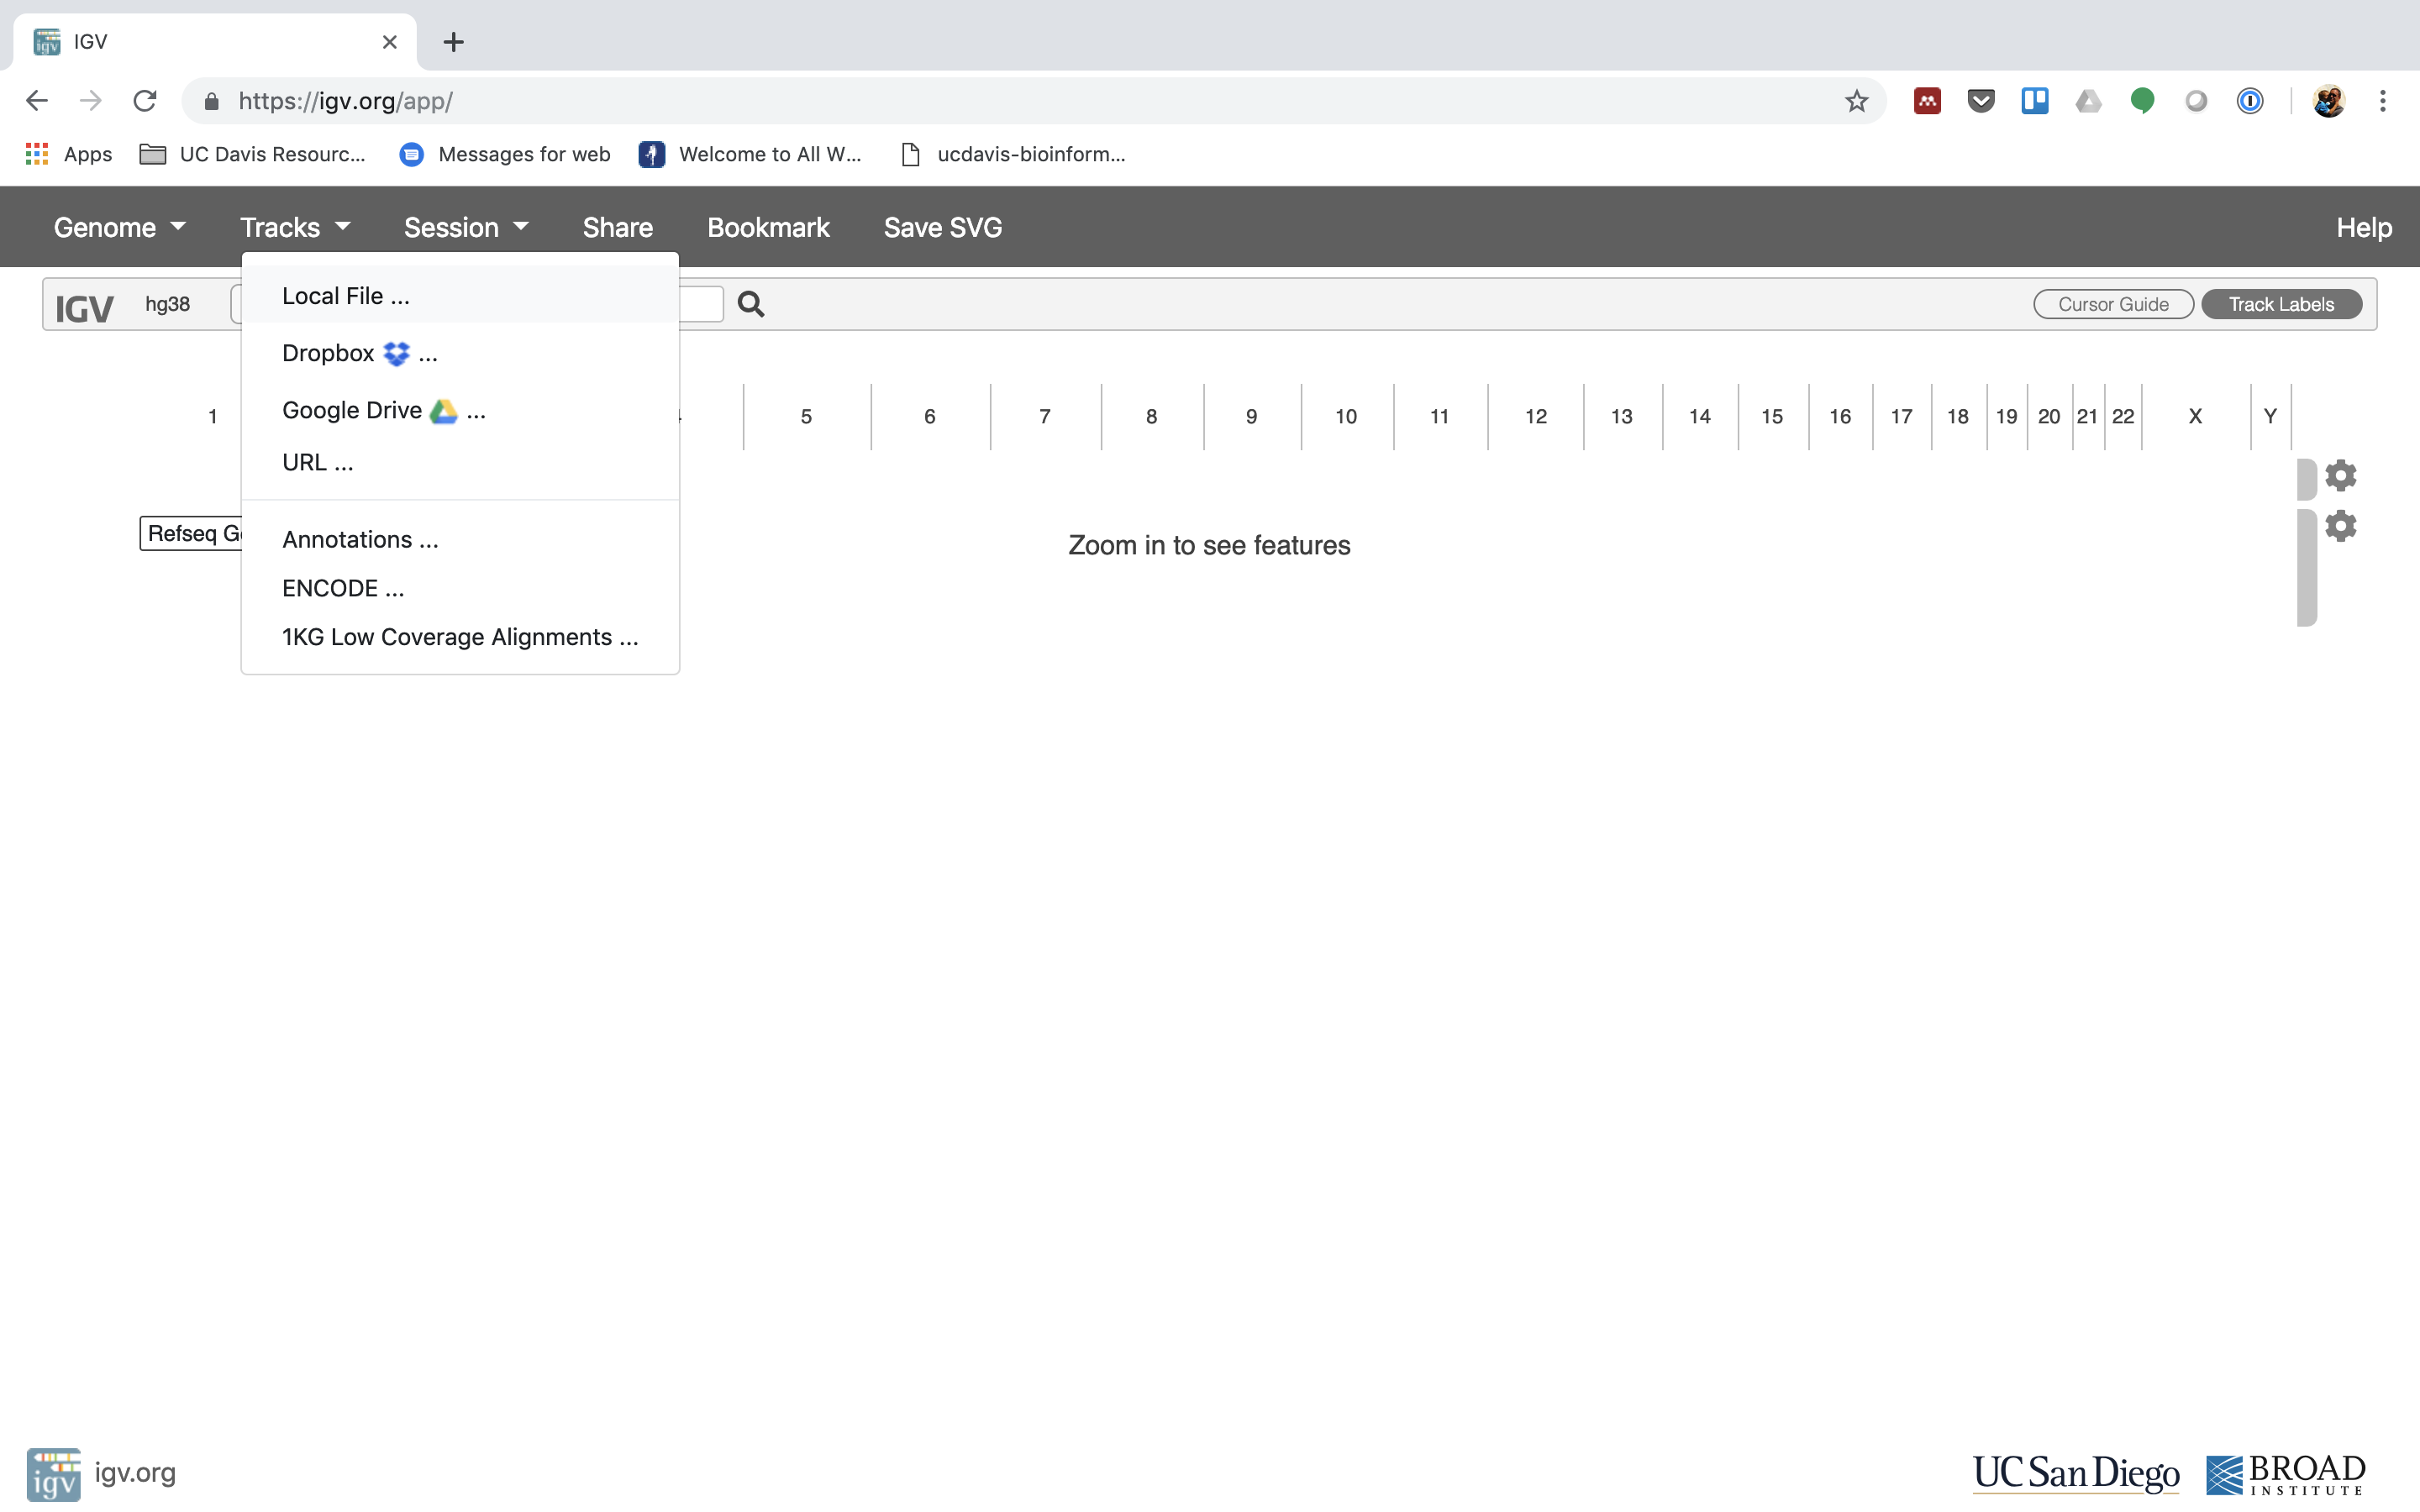 IGV
https://igv.org/app/
Apps UC Davis Resourc... Messages for web Welcome to All W... ucdavis-bioinform...
Genome Tracks Session Share Bookmark Save SVG Help
IGV hg38 Cursor Guide Track Labels
Local File ...
Dropbox ...
Google Drive ...
URL ...
Annotations ...
ENCODE ...
1KG Low Coverage Alignments ...
1 5 6 7 8 9 10 11 12 13 14 15 16 17 18 19 20 21 22 X Y
Refseq
Zoom in to see features
igv igv.org
UC San Diego BROAD
INSTITUTE